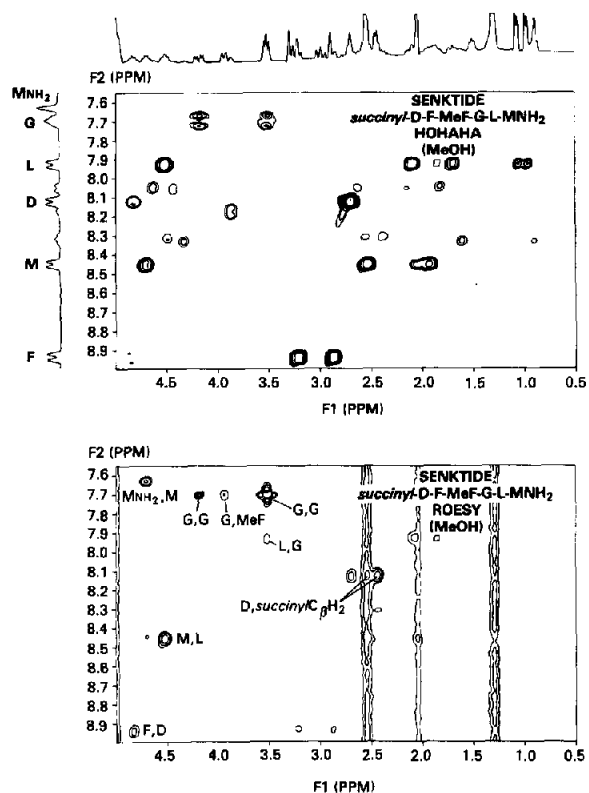 F2 (PPM)
MNH₂
G
L
D
M
F
7.6
7.7
7.8
7.9
8.0
8.1
8.2
8.3
8.4
8.5
8.6
8.7
8.8
8.9
SENKTIDE
succinyl-D-F-MeF-G-L-MNH₂
HOHAHA
(MeOH)
4.5 4.0 3.5 3.0 2.5 2.0 1.5 1.0 0.5
F1 (PPM)
F2 (PPM)
7.6
7.7
7.8
7.9
8.0
8.1
8.2
8.3
8.4
8.5
8.6
8.7
8.8
8.9
SENKTIDE
succinyl-D-F-MeF-G-L-MNH₂
ROESY
(MeOH)
MNH₂,M
G,G
G,MeF
G,G
L,G
D,succinylCβH₂
M,L
F,D
4.5 4.0 3.5 3.0 2.5 2.0 1.5 1.0 0.5
F1 (PPM)